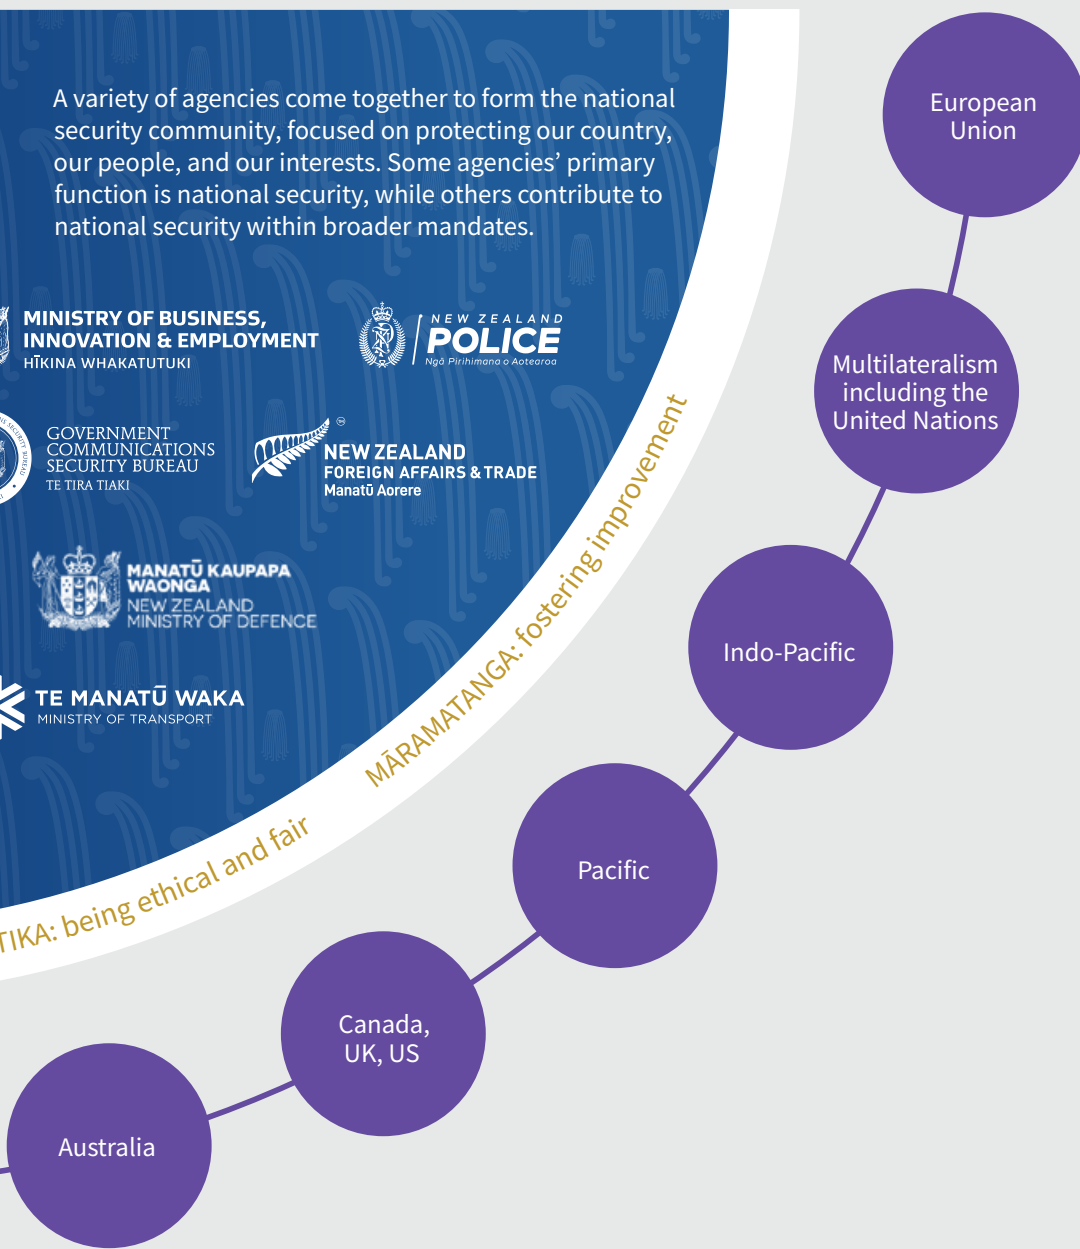 A variety of agencies come together to form the national
security community, focused on protecting our country,
our people, and our interests. Some agencies’ primary
function is national security, while others contribute to
national security within broader mandates.
MINISTRY OF BUSINESS,
INNOVATION & EMPLOYMENT
HĪKINA WHAKATUTUKI
NEW ZEALAND
POLICE
Ngā Pirihimana o Aotearoa
GOVERNMENT
COMMUNICATIONS
SECURITY BUREAU
TE TIRA TIAKI
NEW ZEALAND
FOREIGN AFFAIRS & TRADE
Manatū Aorere
MANATŪ KAUPAPA
WAONGA
NEW ZEALAND
MINISTRY OF DEFENCE
TE MANATŪ WAKA
MINISTRY OF TRANSPORT
TIKA: being ethical and fair
MĀRAMATANGA: fostering improvement
European
Union
Multilateralism
including the
United Nations
Indo-Pacific
Pacific
Canada,
UK, US
Australia